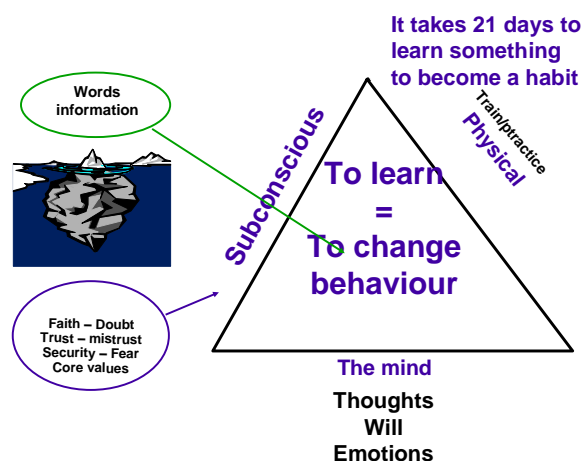 It takes 21 days to
learn something
to become a habit
Words
information
Train/ptractice
Physical
Subconscious
To learn
=
To change
behaviour
Faith – Doubt
Trust – mistrust
Security – Fear
Core values
The mind
Thoughts
Will
Emotions